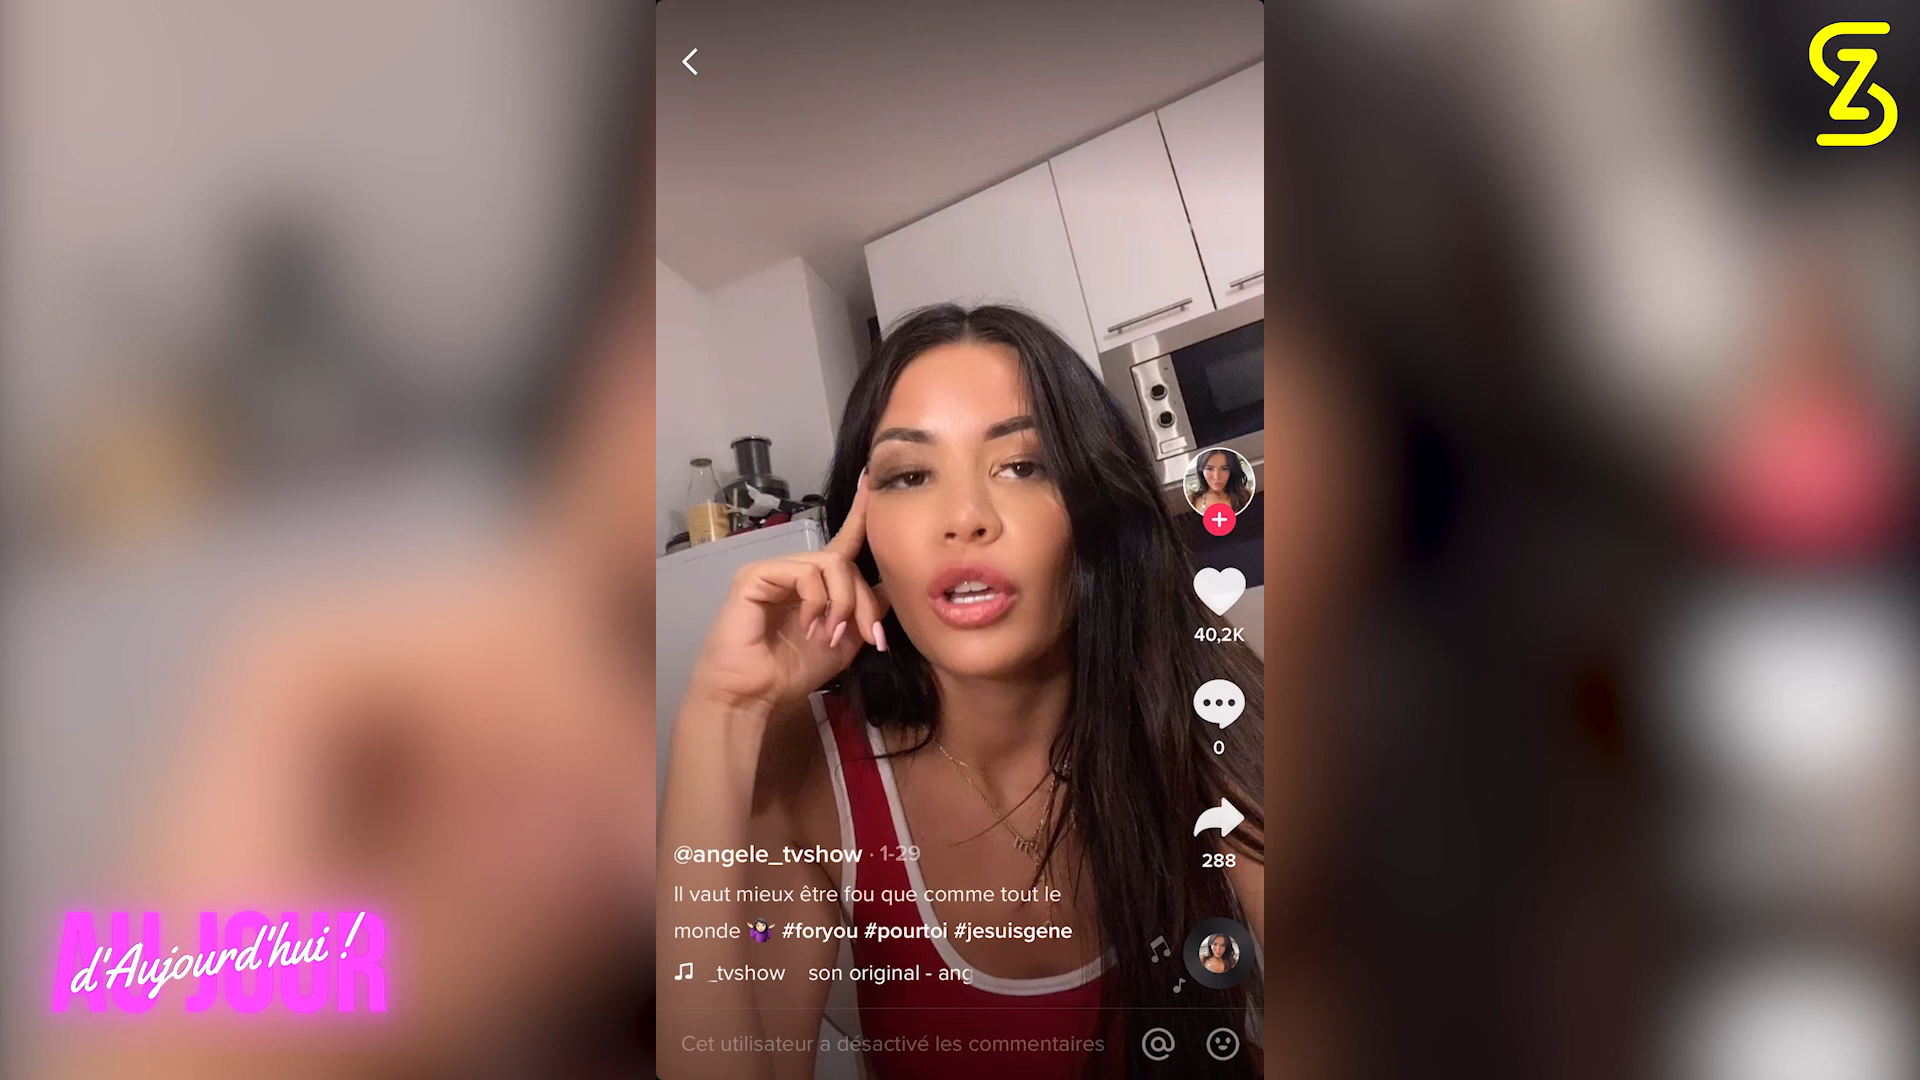 40,2K
0
288
@angele_tvshow · 1-29
Il vaut mieux être fou que comme tout le
monde 🤷🏻‍♀️ #foryou #pourtoi #jesuisgene
_tvshow son original - ang
Cet utilisateur a désactivé les commentaires
AU JOUR
d'Aujourd'hui !